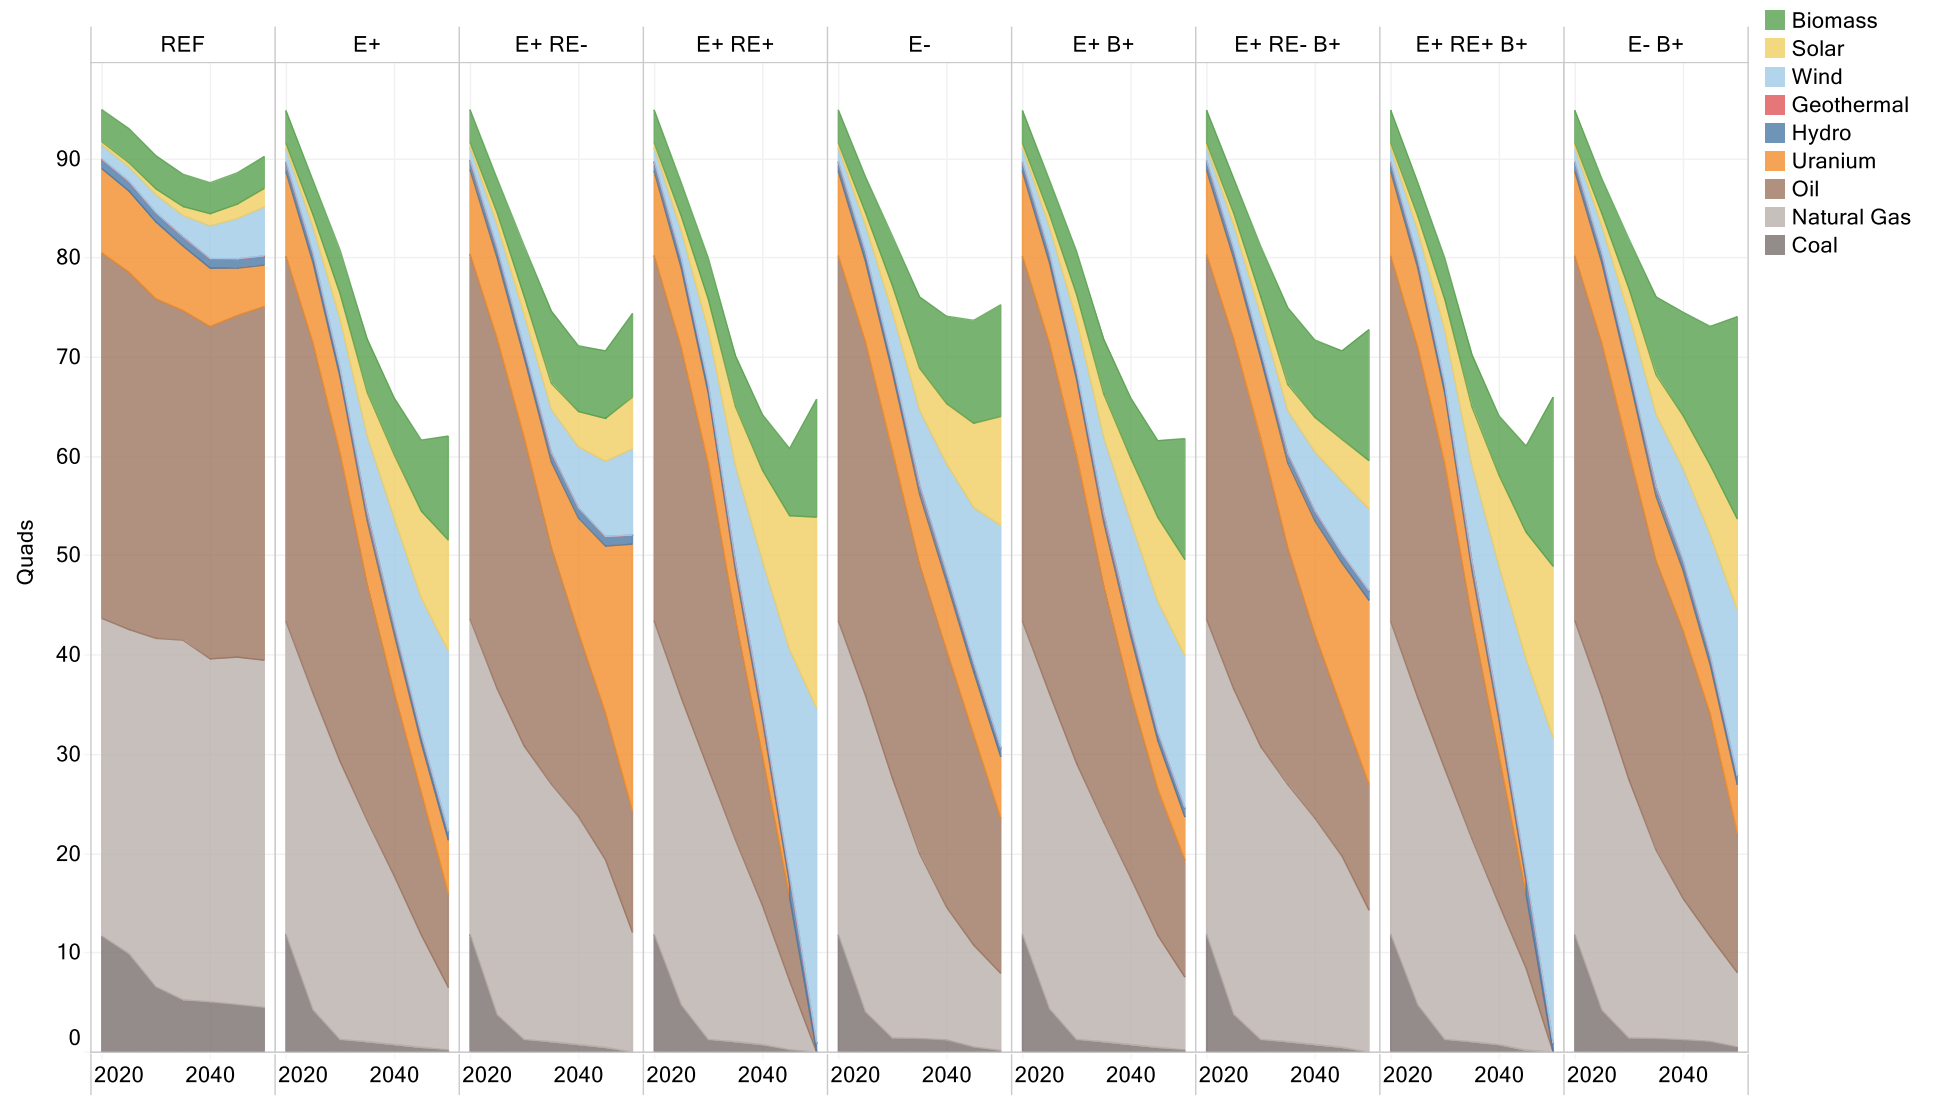 REF E+ E+ RE- E+ RE+ E- E+ B+ E+ RE- B+ E+ RE+ B+ E- B+
Biomass
Solar
Wind
Geothermal
Hydro
Uranium
Oil
Natural Gas
Coal
Quads
90
80
70
60
50
40
30
20
10
0
2020 2040 2020 2040 2020 2040 2020 2040 2020 2040 2020 2040 2020 2040 2020 2040 2020 2040